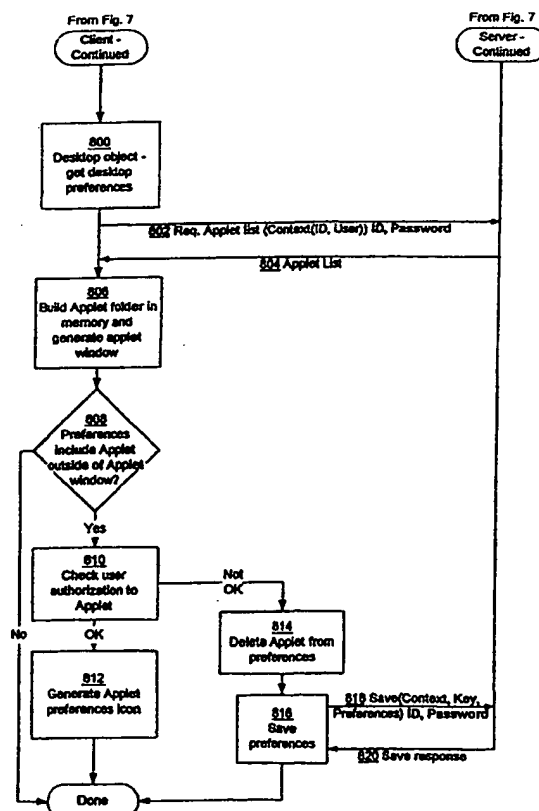 From Fig. 7
Client -
Continued
From Fig. 7
Server -
Continued
800
Desktop object -
get desktop
preferences
802 Req. Applet list (Context(ID, User)) ID, Password
804 Applet List
806
Build Applet folder in
memory and
generate applet
window
808
Preferences
include Applet
outside of Applet
window?
Yes
810
Check user
authorization to
Applet
Not
OK
No
OK
814
Delete Applet from
preferences
812
Generate Applet
preferences Icon
816
Save
preferences
818 Save(Context, Key,
Preferences) ID, Password
820 Save response
Done